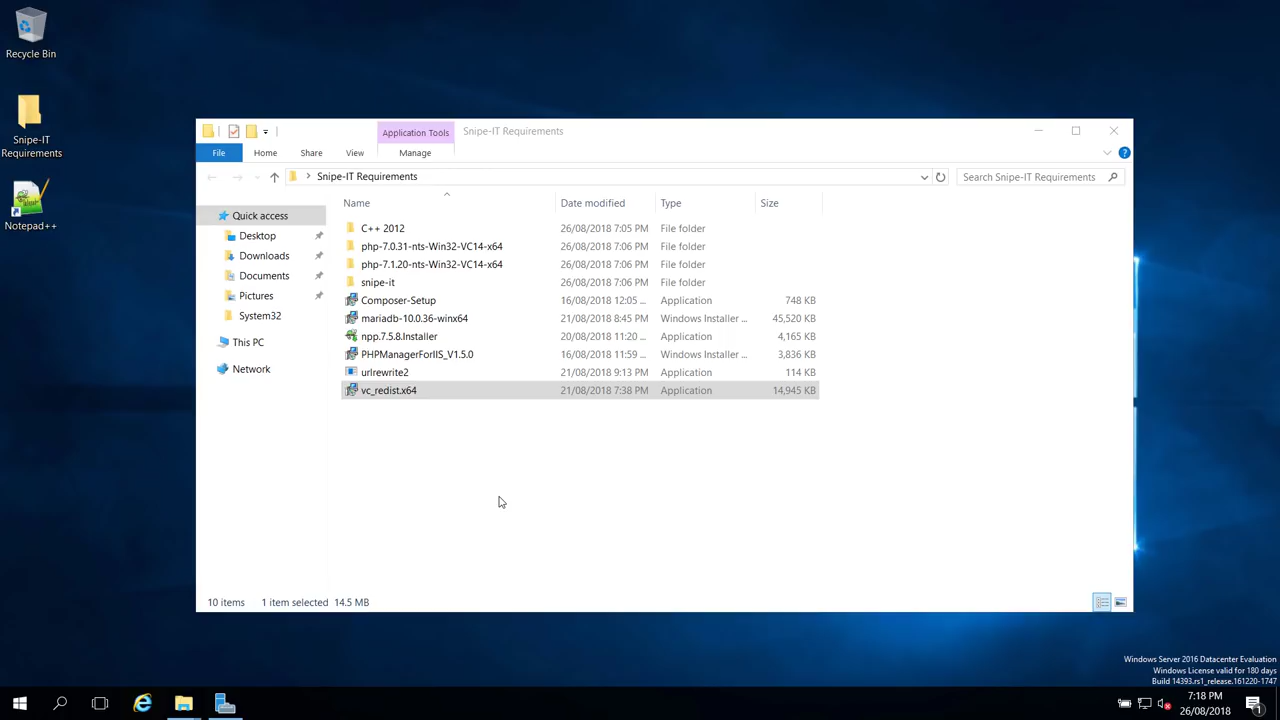 Recycle Bin
Snipe-IT
Requirements
Notepad++
Application Tools
Snipe-IT Requirements
File
Home
Share
View
Manage
Snipe-IT Requirements
Search Snipe-IT Requirements
Name
Date modified
Type
Size
Quick access
Desktop
Downloads
Documents
Pictures
System32
This PC
Network
C++ 2012
26/08/2018 7:05 PM
File folder
php-7.0.31-nts-Win32-VC14-x64
26/08/2018 7:06 PM
File folder
php-7.1.20-nts-Win32-VC14-x64
26/08/2018 7:06 PM
File folder
snipe-it
26/08/2018 7:06 PM
File folder
Composer-Setup
16/08/2018 12:05 ...
Application
748 KB
mariadb-10.0.36-winx64
21/08/2018 8:45 PM
Windows Installer ...
45,520 KB
npp.7.5.8.Installer
20/08/2018 11:20 ...
Application
4,165 KB
PHPManagerForIIS_V1.5.0
16/08/2018 11:59 ...
Windows Installer ...
3,836 KB
urlrewrite2
21/08/2018 9:13 PM
Application
114 KB
vc_redist.x64
21/08/2018 7:38 PM
Application
14,945 KB
10 items
1 item selected 14.5 MB
Windows Server 2016 Datacenter Evaluation
Windows License valid for 180 days
Build 14393.rs1_release.161220-1747
7:18 PM
26/08/2018
1